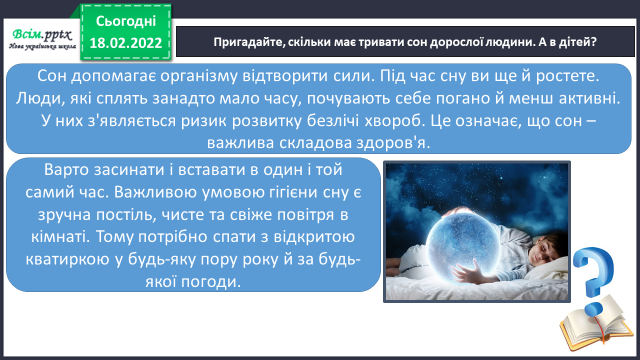 Всім.pptx
Нова українська школа
Сьогодні
18.02.2022
Пригадайте, скільки має тривати сон дорослої людини. А в дітей?
Сон допомагає організму відтворити сили. Під час сну ви ще й ростете.
Люди, які сплять занадто мало часу, почувають себе погано й менш активні.
У них з'являється ризик розвитку безлічі хвороб. Це означає, що сон –
важлива складова здоров'я.
Варто засинати і вставати в один і той
самий час. Важливою умовою гігієни сну є
зручна постіль, чисте та свіже повітря в
кімнаті. Тому потрібно спати з відкритою
кватиркою у будь-яку пору року й за будь-
якої погоди.